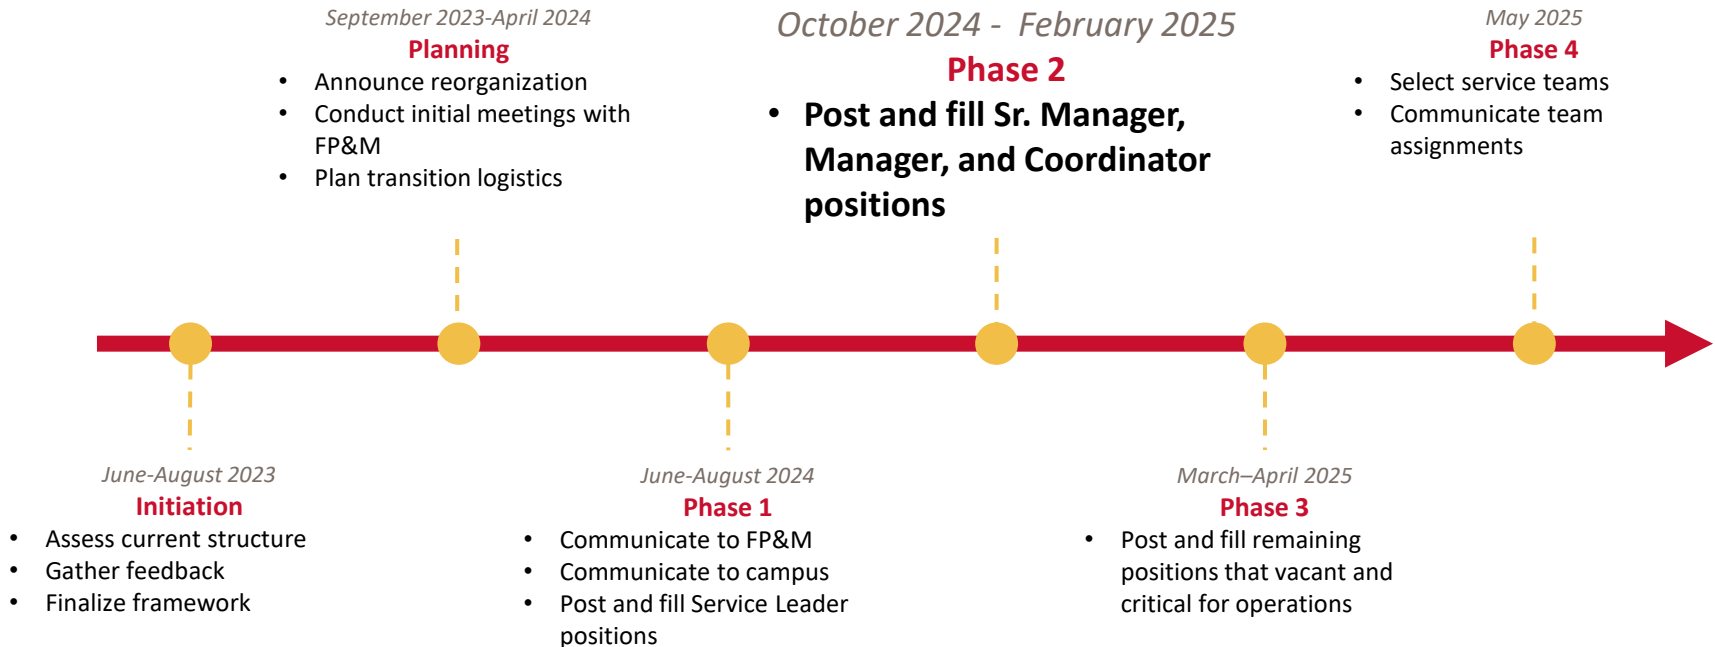 September 2023-April 2024
Planning
• Announce reorganization
• Conduct initial meetings with
FP&M
• Plan transition logistics
October 2024 - February 2025
Phase 2
• Post and fill Sr. Manager,
Manager, and Coordinator
positions
May 2025
Phase 4
• Select service teams
• Communicate team
assignments
June-August 2023
Initiation
• Assess current structure
• Gather feedback
• Finalize framework
June-August 2024
Phase 1
• Communicate to FP&M
• Communicate to campus
• Post and fill Service Leader
positions
March–April 2025
Phase 3
• Post and fill remaining
positions that vacant and
critical for operations